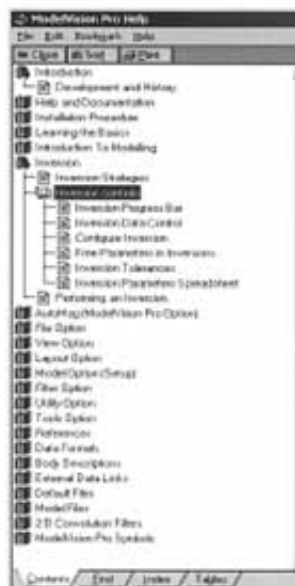 ModelVision Pro Help
File Edit Bookmark Help
Close Text Print
Introduction
Development and History
Help and Documentation
Installation Procedure
Learning the Basics
Introduction To Modelling
Inversion
Inversion Strategies
Inversion Controls
Inversion Progress Bar
Inversion Data Control
Configure Inversion
Free Parameters in Inversions
Inversion Tolerances
Inversion Parameters Spreadsheet
Performing an Inversion
AutoMag (ModelVision Pro Option)
File Option
View Option
Layout Option
Model Option (Setup)
Filter Option
Utility Option
Tools Option
References
Data Formats
Body Descriptions
External Data Links
Default Files
Model Files
2D Convolution Filters
ModelVision Pro Symbols
Contents Find Index Tables